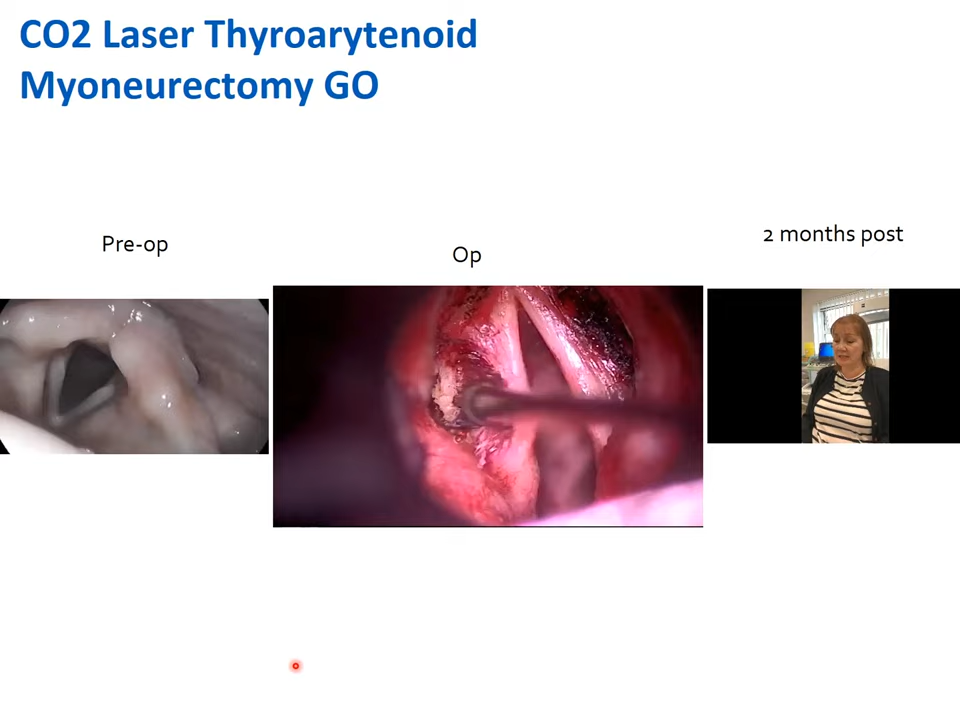 CO2 Laser Thyroarytenoid
Myoneurectomy GO
Pre-op
Op
2 months post